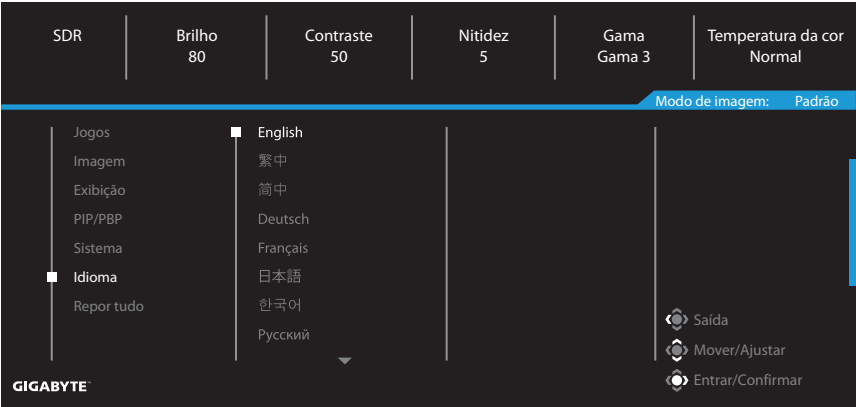 SDR
Brilho
80
Contraste
50
Nitidez
5
Gama
Gama 3
Temperatura da cor
Normal
Modo de imagem: Padrão
Jogos
Imagem
Exibição
PIP/PBP
Sistema
Idioma
Repor tudo
English
繁中
简中
Deutsch
Français
日本語
한국어
Русский
Saída
Mover/Ajustar
Entrar/Confirmar
GIGABYTE™